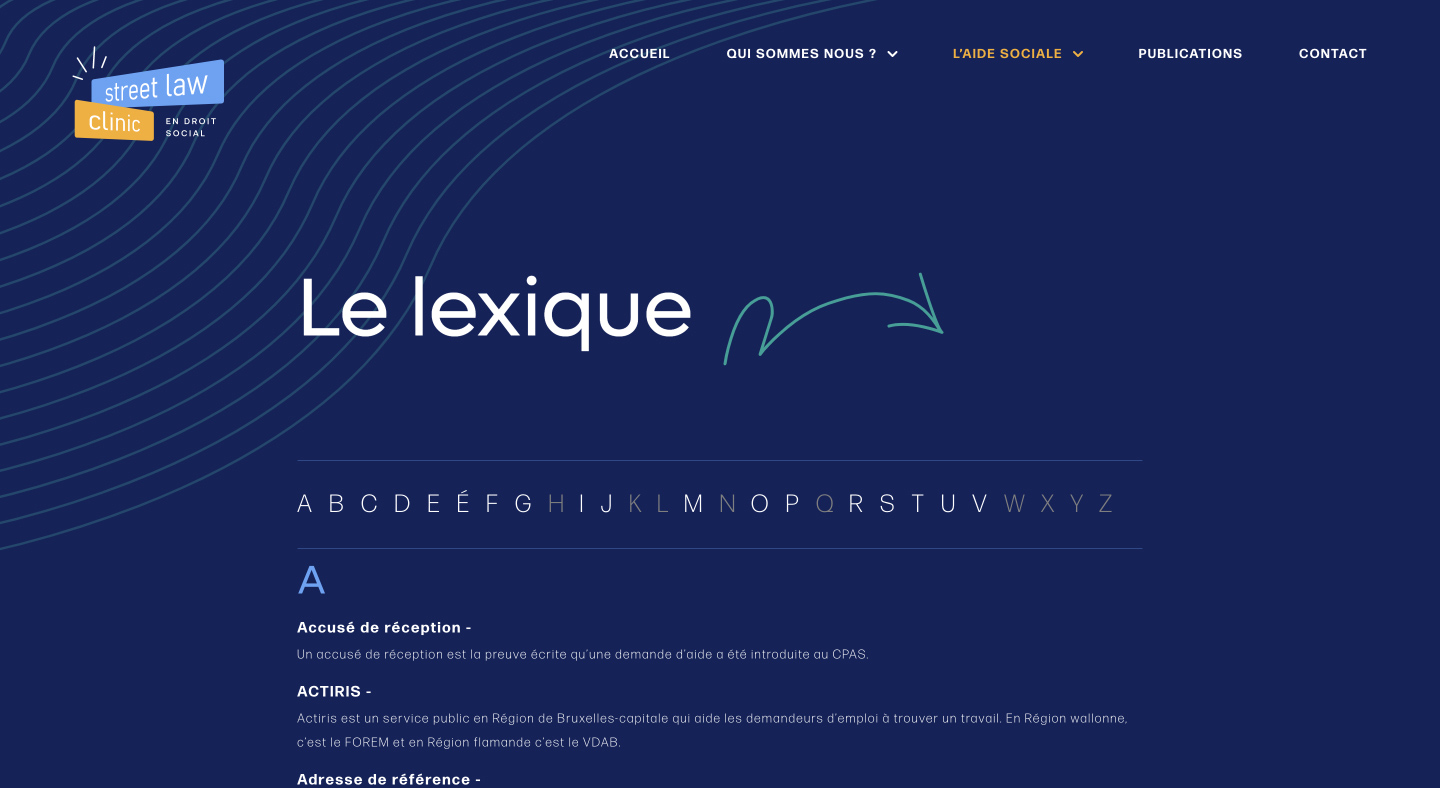 ACCUEIL QUI SOMMES NOUS ? L'AIDE SOCIALE PUBLICATIONS CONTACT
street law
clinic
EN DROIT
SOCIAL
Le lexique
A B C D E É F G H I J K L M N O P Q R S T U V W X Y Z
A
Accusé de réception -
Un accusé de réception est la preuve écrite qu'une demande d'aide a été introduite au CPAS.
ACTIRIS -
Actiris est un service public en Région de Bruxelles-capitale qui aide les demandeurs d'emploi à trouver un travail. En Région wallonne,
c'est le FOREM et en Région flamande c'est le VDAB.
Adresse de référence -